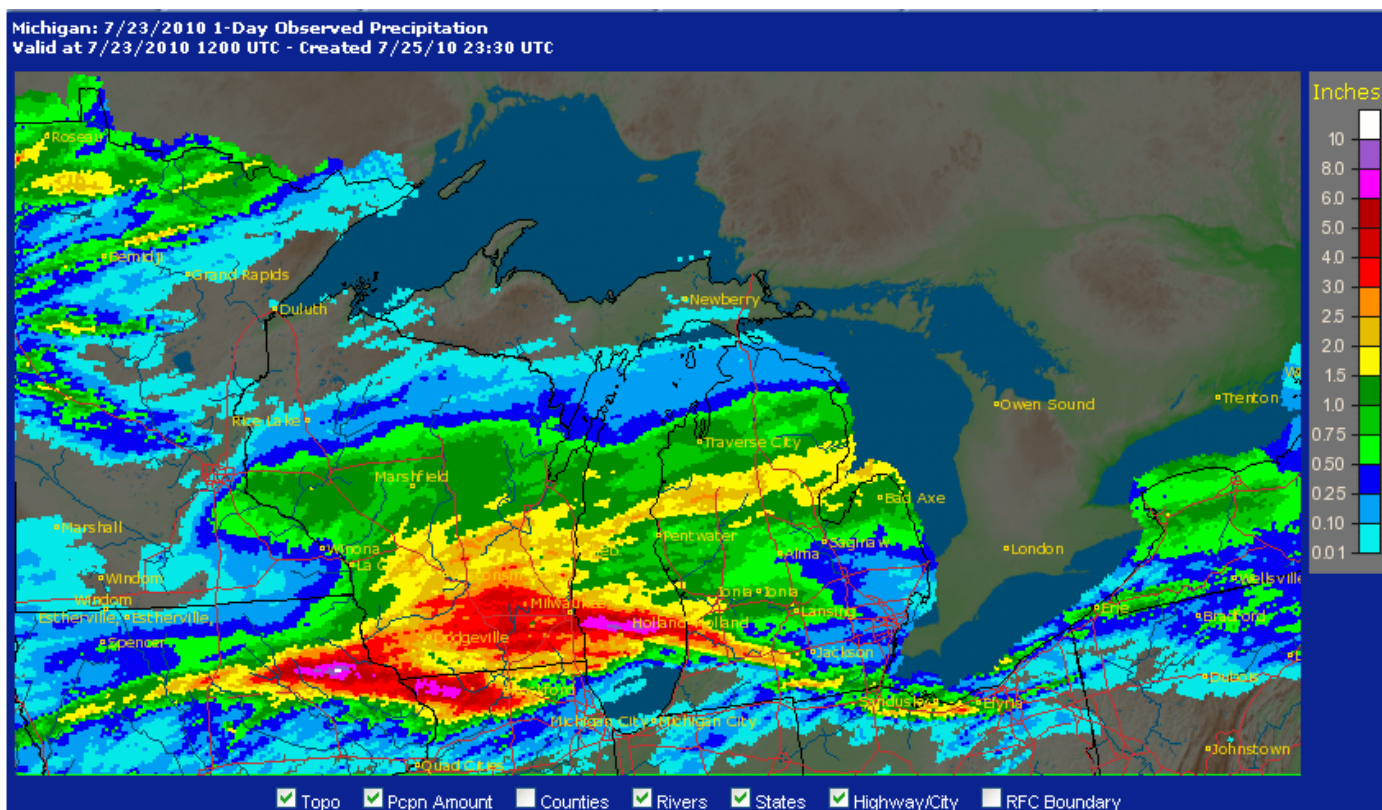 Michigan: 7/23/2010 1-Day Observed Precipitation
Valid at 7/23/2010 1200 UTC - Created 7/25/10 23:30 UTC
Inches
10
8.0
6.0
5.0
4.0
3.0
2.5
2.0
1.5
1.0
0.75
0.50
0.25
0.10
0.01
Roseau
Bemidji
Grand Rapids
Duluth
Newberry
Owen Sound
Trenton
Rice Lake
Traverse City
Marshfield
Bad Axe
Marshall
Winona
Pentwater
Alma
Saginaw
London
Windom
Windom
Wellsville
Estherville
Estherville
Milwaukee
Ionia
Ionia
Lansing
Erie
Bradford
Spencer
Dodgeville
Holland
Holland
Jackson
Dubois
Rockford
Sandusky
Elyria
Michigan City
Michigan City
Johnstown
Quad Cities
Topo
Pcpn Amount
Counties
Rivers
States
Highway/City
RFC Boundary